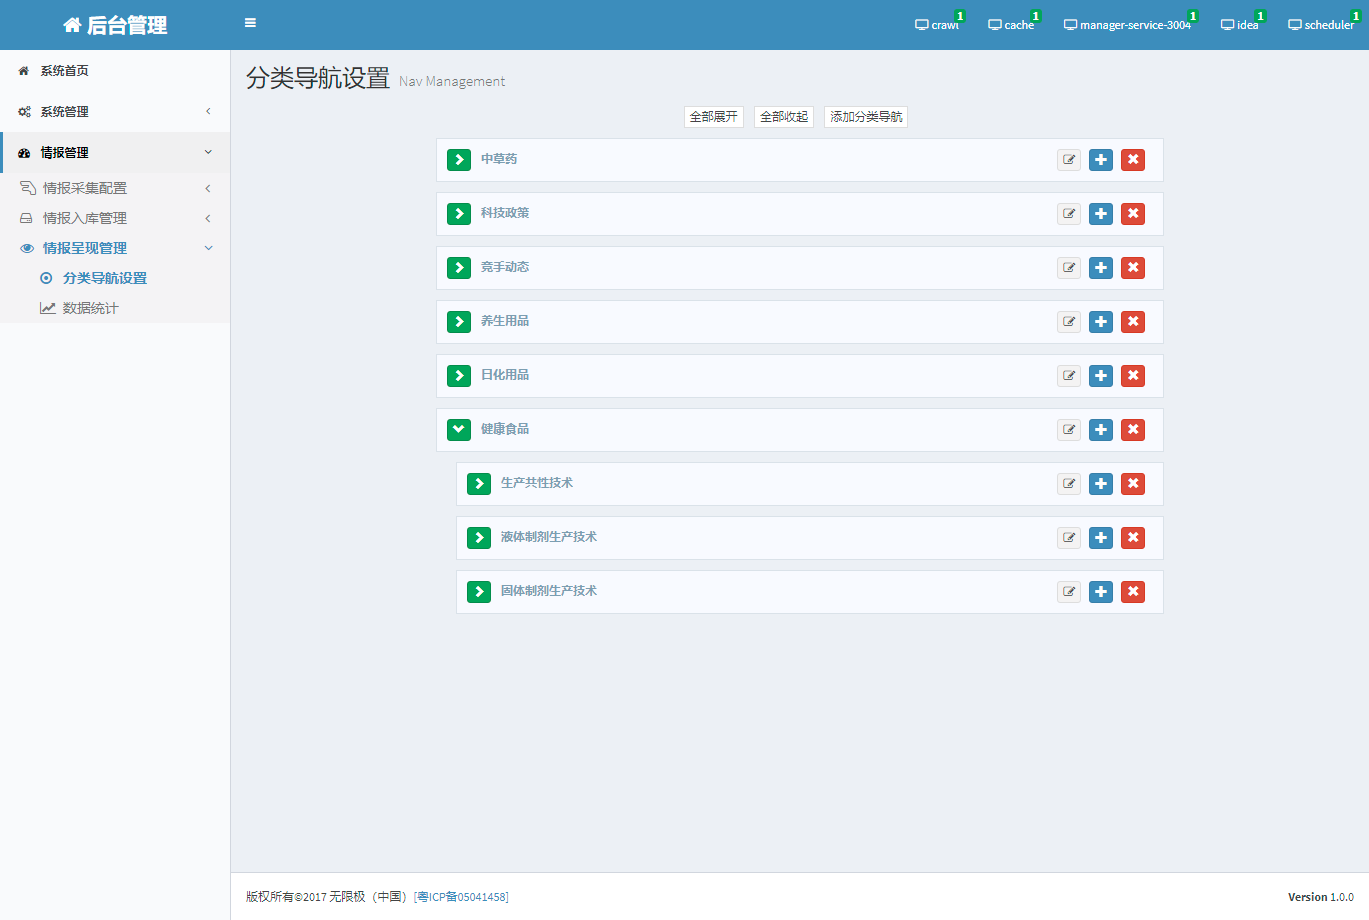 后台管理
crawl 1
cache 1
manager-service-3004 1
idea 1
scheduler 1
系统首页
系统管理
情报管理
情报采集配置
情报入库管理
情报呈现管理
分类导航设置
数据统计
分类导航设置 Nav Management
全部展开 全部收起 添加分类导航
中草药
科技政策
竞手动态
养生用品
日化用品
健康食品
生产共性技术
液体制剂生产技术
固体制剂生产技术
版权所有©2017 无限极（中国）[粤ICP备05041458]
Version 1.0.0